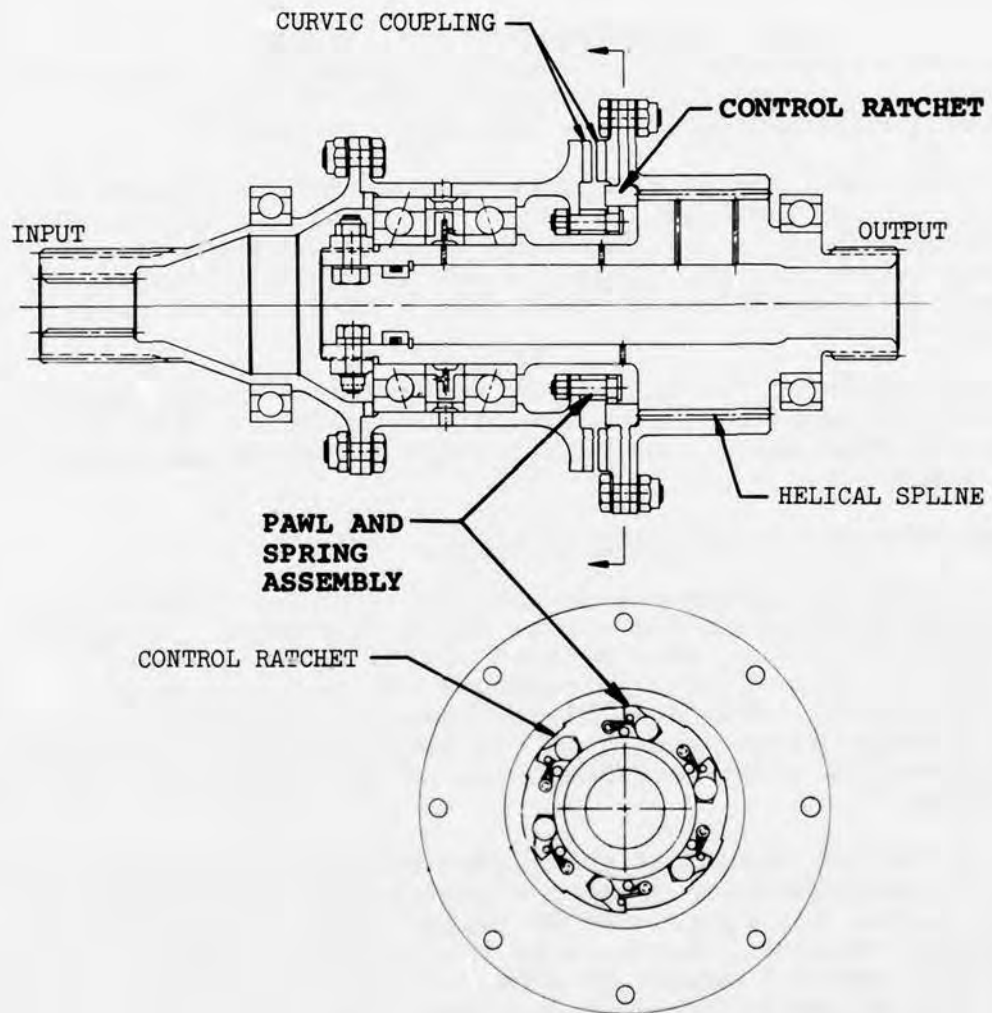 CURVIC COUPLING
CONTROL RATCHET
INPUT
OUTPUT
HELICAL SPLINE
PAWL AND
SPRING
ASSEMBLY
CONTROL RATCHET